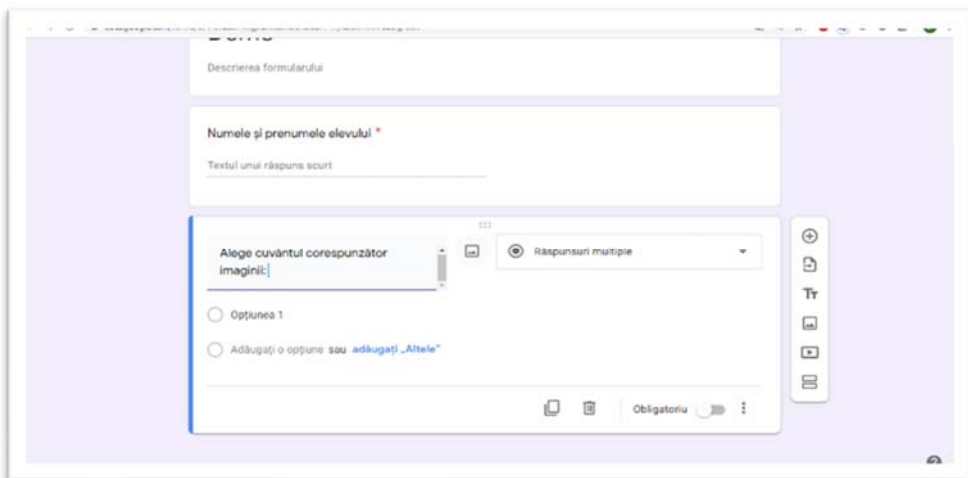 Descrierea formularului
Numele și prenumele elevului *
Textul unui răspuns scurt
Alege cuvântul corespunzător
imaginii:
Răspunsuri multiple
Opțiunea 1
Adăugați o opțiune sau adăugați „Altele”
Obligatoriu
Tт